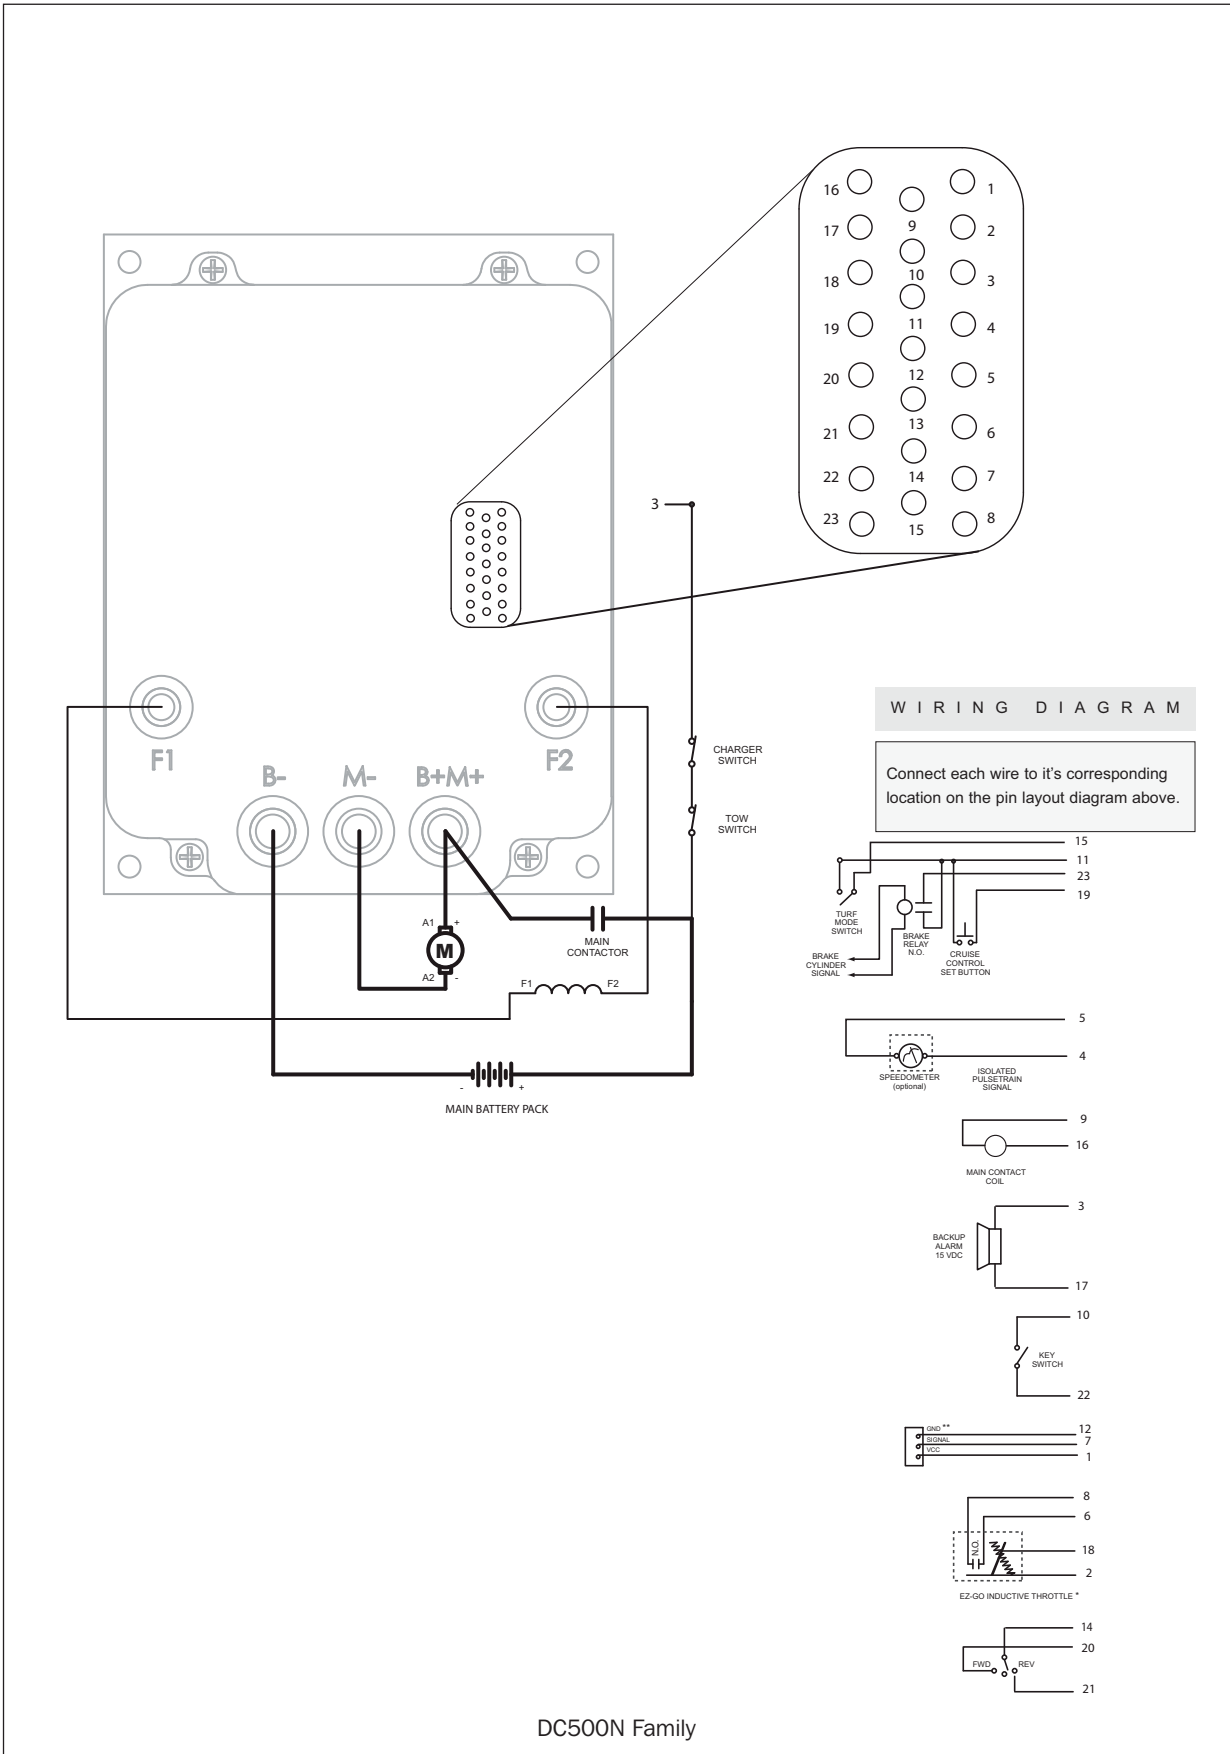 16
1
9
17
2
10
18
3
11
19
4
12
20
5
13
21
6
14
22
7
15
23
8
3
F1
F2
B-
M-
B+M+
CHARGER
SWITCH
TOW
SWITCH
A1
+
M
A2
-
MAIN
CONTACTOR
F1
F2
-
+
MAIN BATTERY PACK
W I R I N G D I A G R A M
Connect each wire to it's corresponding
location on the pin layout diagram above.
15
11
23
19
TURF
MODE
SWITCH
BRAKE
RELAY
N.O.
CRUISE
CONTROL
SET BUTTON
BRAKE
CYLINDER
SIGNAL
5
4
SPEEDOMETER
(optional)
ISOLATED
PULSETRAIN
SIGNAL
9
16
MAIN CONTACT
COIL
3
BACKUP
ALARM
15 VDC
17
10
KEY
SWITCH
22
GND **
12
SIGNAL
7
VCC
1
8
6
N.O.
18
2
EZ-GO INDUCTIVE THROTTLE *
14
20
FWD
REV
21
DC500N Family